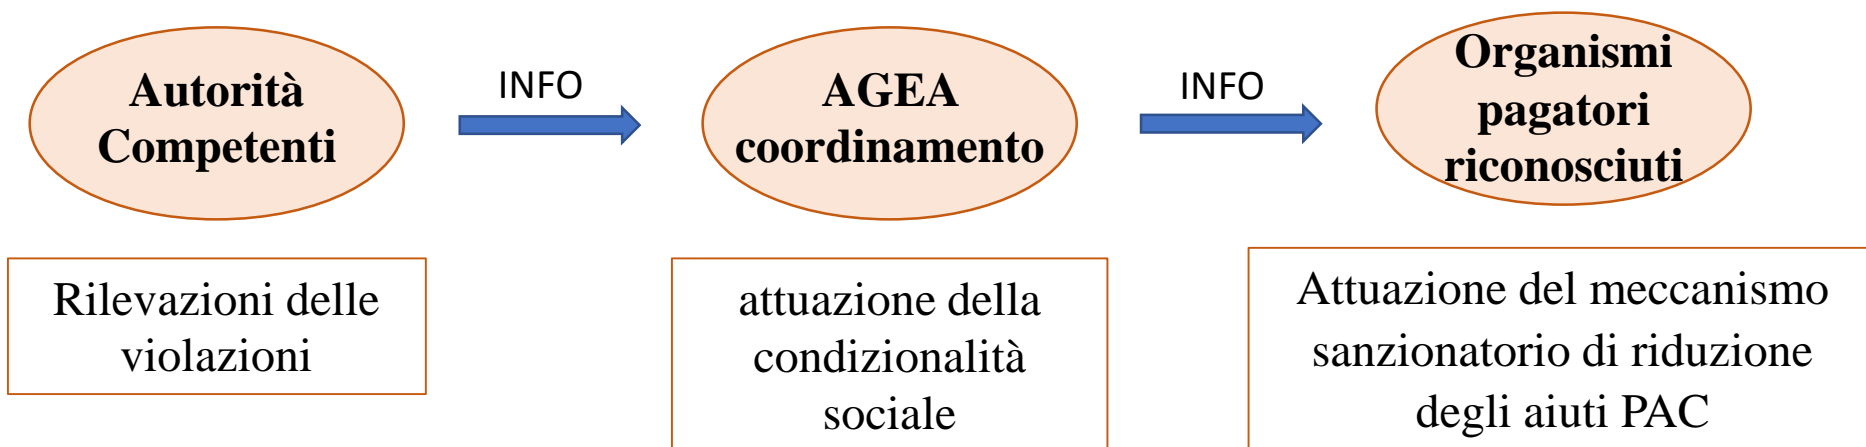 Autorità
Competenti
INFO
AGEA
coordinamento
INFO
Organismi
pagatori
riconosciuti
Rilevazioni delle
violazioni
attuazione della
condizionalità
sociale
Attuazione del meccanismo
sanzionatorio di riduzione
degli aiuti PAC